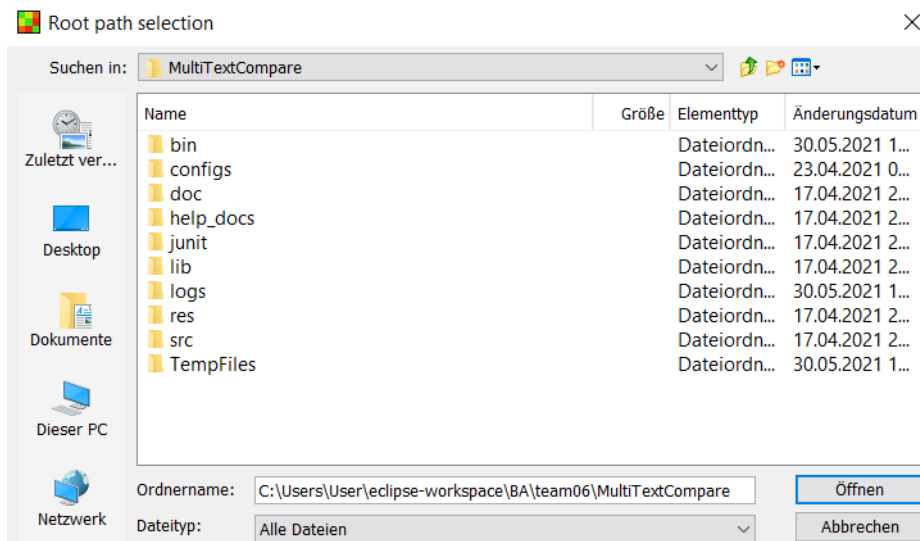 Root path selection
Suchen in: MultiTextCompare
Name Größe Elementtyp Änderungsdatum
bin Dateiordn... 30.05.2021 1...
configs Dateiordn... 23.04.2021 0...
doc Dateiordn... 17.04.2021 2...
help_docs Dateiordn... 17.04.2021 2...
junit Dateiordn... 17.04.2021 2...
lib Dateiordn... 17.04.2021 2...
logs Dateiordn... 30.05.2021 1...
res Dateiordn... 17.04.2021 2...
src Dateiordn... 17.04.2021 2...
TempFiles Dateiordn... 30.05.2021 1...
Zuletzt ver...
Desktop
Dokumente
Dieser PC
Netzwerk
Ordnername: C:\Users\User\eclipse-workspace\BA\team06\MultiTextCompare Öffnen
Dateityp: Alle Dateien Abbrechen